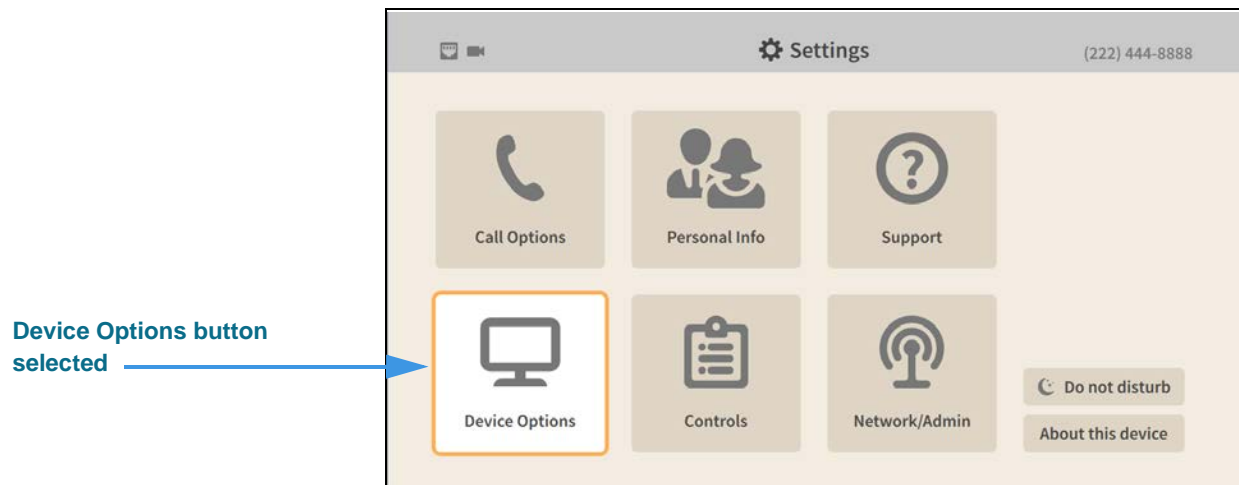 Settings
(222) 444-8888
Call Options
Personal Info
?
Support
Device Options button
selected
Device Options
Controls
Network/Admin
Do not disturb
About this device